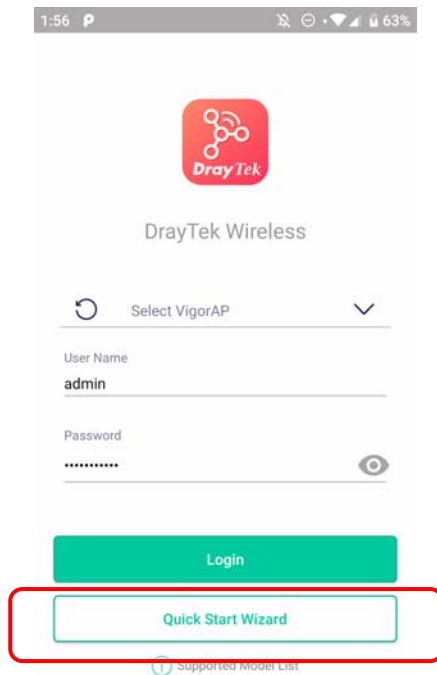 1:56 63%
DrayTek
DrayTek Wireless
Select VigorAP
User Name
admin
Password
•••••••••••
Login
Quick Start Wizard
Supported Model List